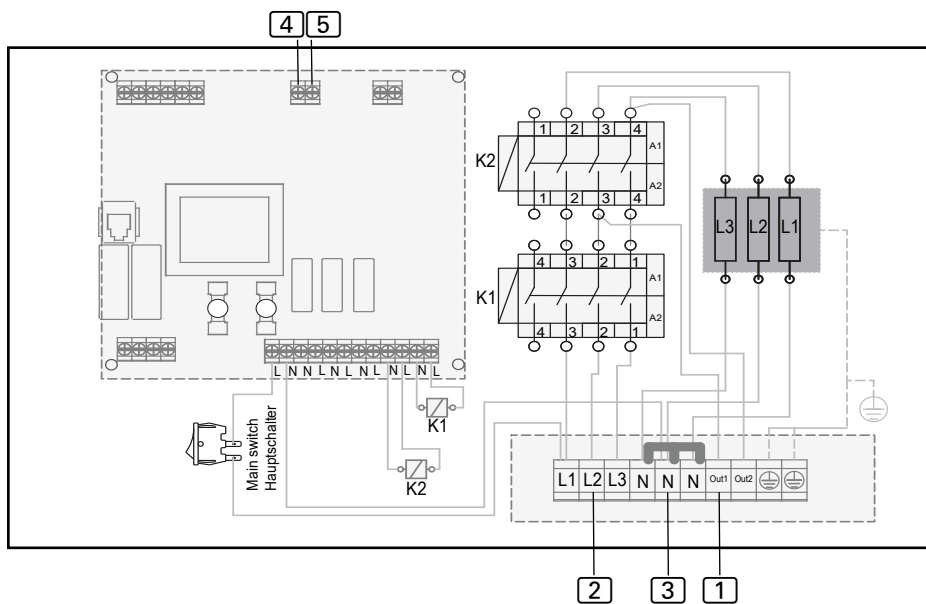 4 5
1 2 3 4
A1
K2
A2
1 2 3 4
L3 L2 L1
4 3 2 1
A1
K1
A2
4 3 2 1
L N N L N L N L N L N L
K1
Main switch
Hauptschalter
K2
L1 L2 L3 N N N Out1 Out2
2 3 1